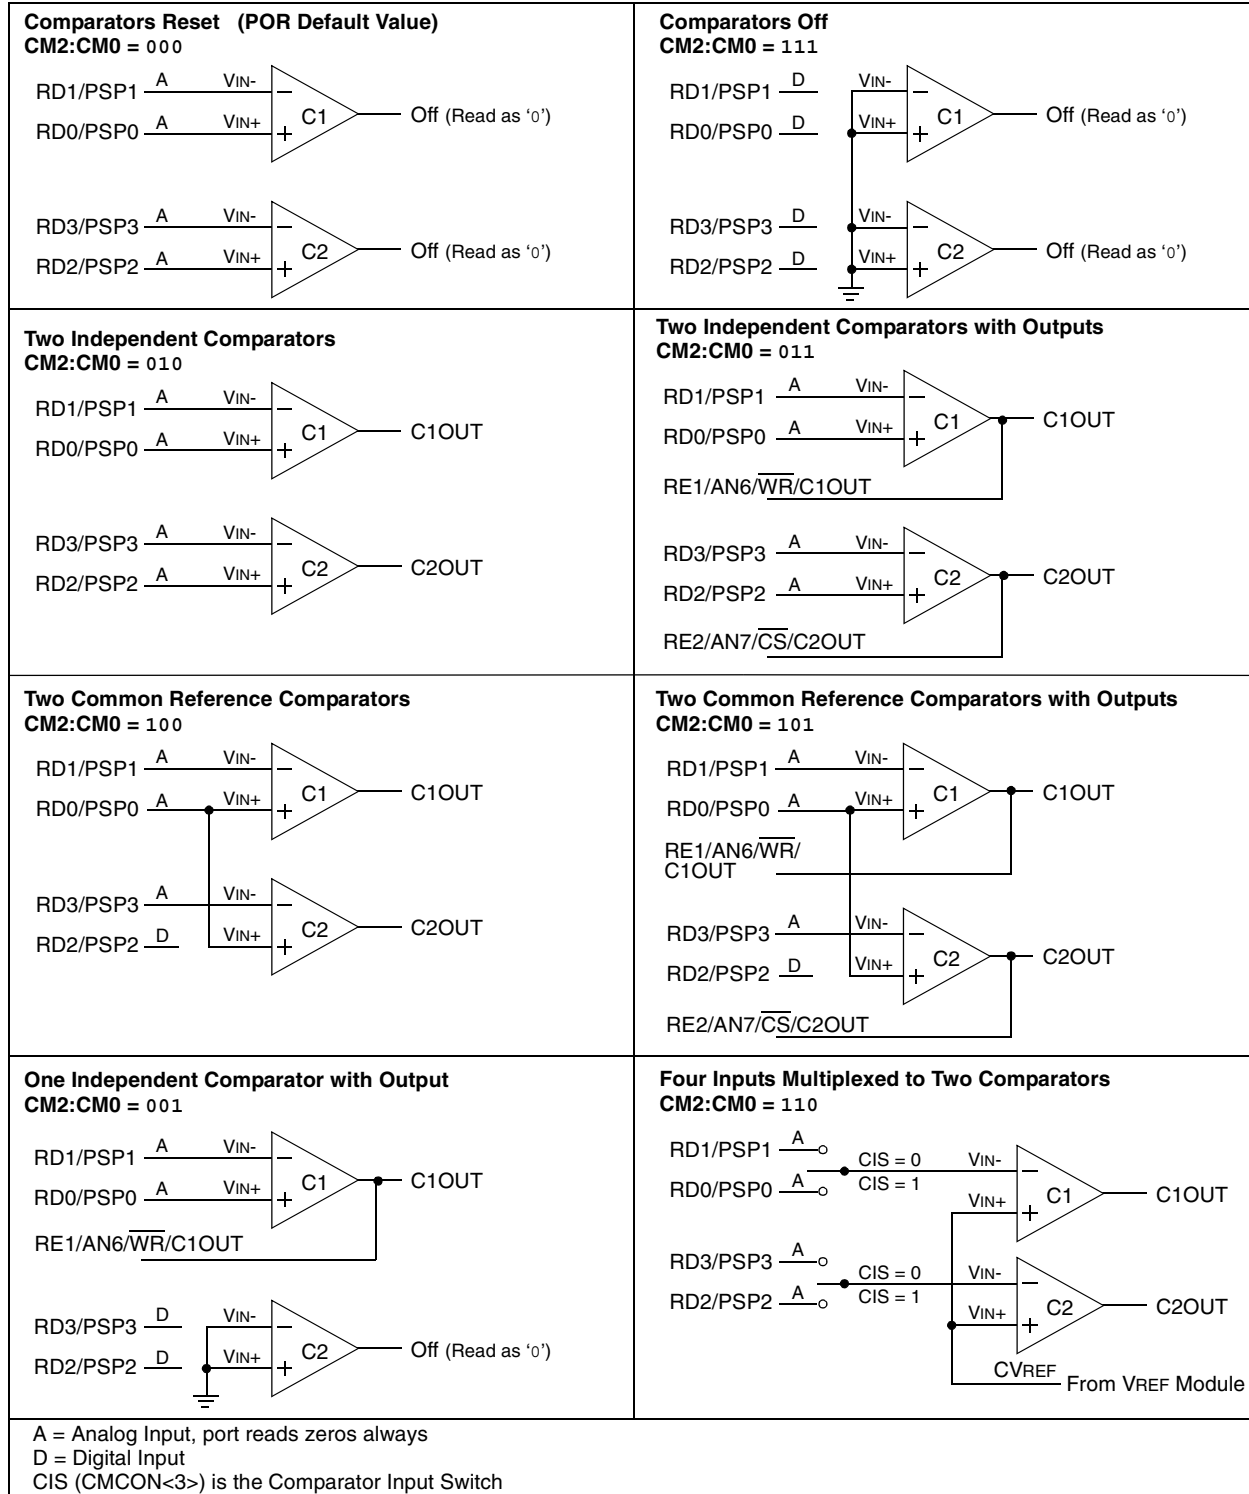 Comparators Reset (POR Default Value)
CM2:CM0 = 000
RD1/PSP1 A VIN- −
RD0/PSP0 A VIN+ +
C1
Off (Read as ‘0’)
RD3/PSP3 A VIN- −
RD2/PSP2 A VIN+ +
C2
Off (Read as ‘0’)
Comparators Off
CM2:CM0 = 111
RD1/PSP1 D VIN- −
RD0/PSP0 D VIN+ +
C1
Off (Read as ‘0’)
RD3/PSP3 D VIN- −
RD2/PSP2 D VIN+ +
C2
Off (Read as ‘0’)
Two Independent Comparators
CM2:CM0 = 010
RD1/PSP1 A VIN- −
RD0/PSP0 A VIN+ +
C1
C1OUT
RD3/PSP3 A VIN- −
RD2/PSP2 A VIN+ +
C2
C2OUT
Two Independent Comparators with Outputs
CM2:CM0 = 011
RD1/PSP1 A VIN- −
RD0/PSP0 A VIN+ +
C1
C1OUT
RE1/AN6/WR/C1OUT
RD3/PSP3 A VIN- −
RD2/PSP2 A VIN+ +
C2
C2OUT
RE2/AN7/CS/C2OUT
Two Common Reference Comparators
CM2:CM0 = 100
RD1/PSP1 A VIN- −
RD0/PSP0 A VIN+ +
C1
C1OUT
RD3/PSP3 A VIN- −
RD2/PSP2 D VIN+ +
C2
C2OUT
Two Common Reference Comparators with Outputs
CM2:CM0 = 101
RD1/PSP1 A VIN- −
RD0/PSP0 A VIN+ +
C1
C1OUT
RE1/AN6/WR/
C1OUT
RD3/PSP3 A VIN- −
RD2/PSP2 D VIN+ +
C2
C2OUT
RE2/AN7/CS/C2OUT
One Independent Comparator with Output
CM2:CM0 = 001
RD1/PSP1 A VIN- −
RD0/PSP0 A VIN+ +
C1
C1OUT
RE1/AN6/WR/C1OUT
RD3/PSP3 D VIN- −
RD2/PSP2 D VIN+ +
C2
Off (Read as ‘0’)
Four Inputs Multiplexed to Two Comparators
CM2:CM0 = 110
RD1/PSP1 A CIS = 0 VIN- −
RD0/PSP0 A CIS = 1 VIN+ +
C1
C1OUT
RD3/PSP3 A CIS = 0 VIN- −
RD2/PSP2 A CIS = 1 VIN+ +
C2
C2OUT
CVREF
From VREF Module
A = Analog Input, port reads zeros always
D = Digital Input
CIS (CMCON<3>) is the Comparator Input Switch